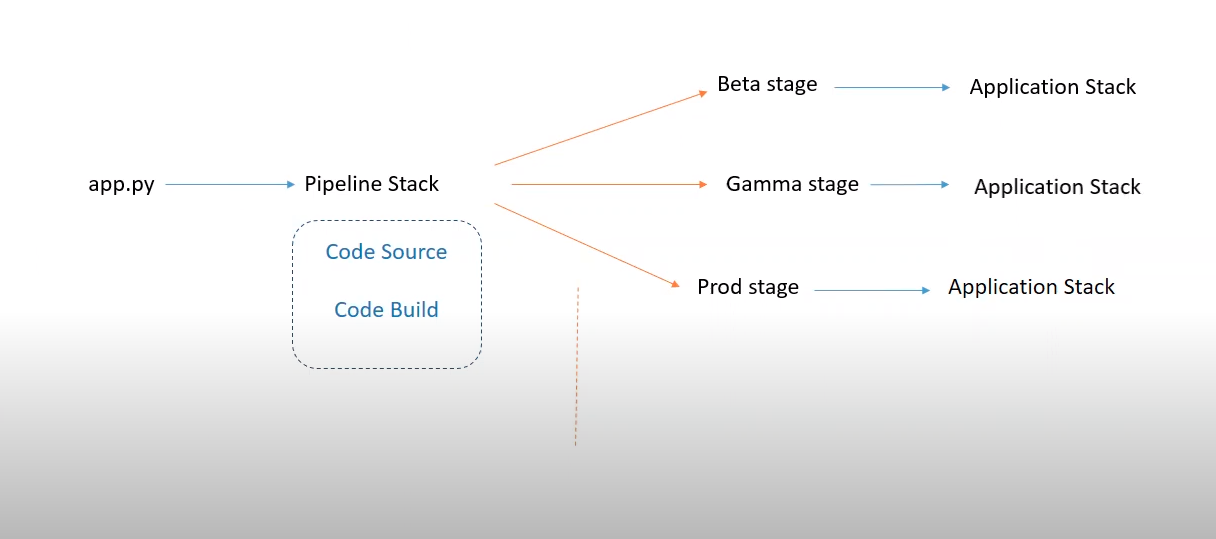 Beta stage
Application Stack
app.py
Pipeline Stack
Gamma stage
Application Stack
Code Source
Code Build
Prod stage
Application Stack